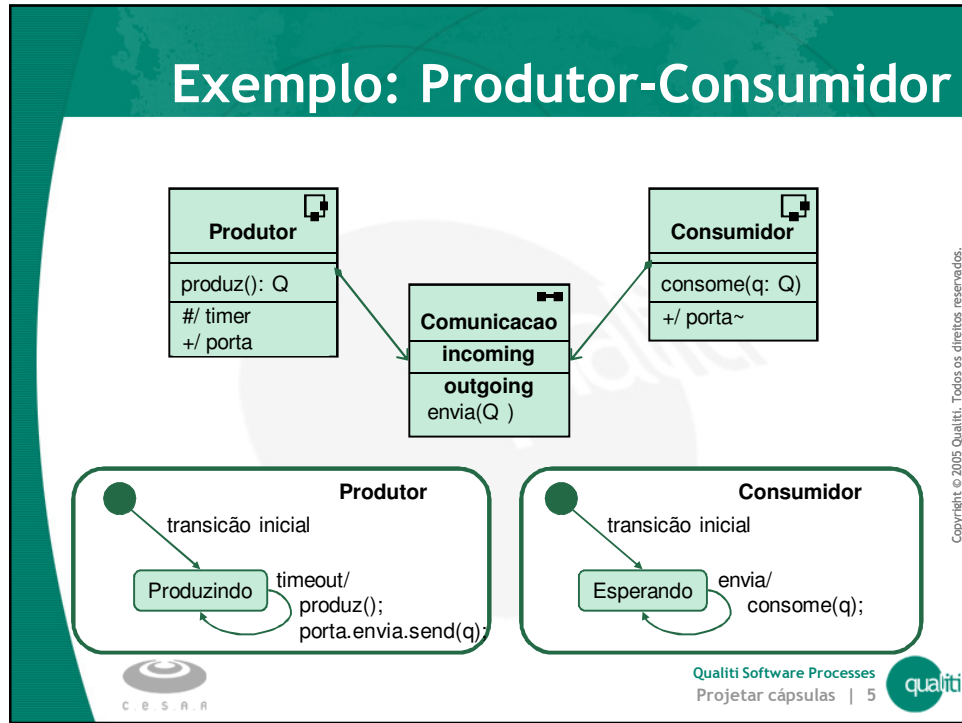 Exemplo: Produtor-Consumidor
Produtor
produz(): Q
#/ timer
+/ porta
Comunicacao
incoming
outgoing
envia(Q )
Consumidor
consome(q: Q)
+/ porta~
Produtor
transicão inicial
Produzindo
timeout/
produz();
porta.envia.send(q);
Consumidor
transicão inicial
Esperando
envia/
consome(q);
Copyright © 2005 Qualiti. Todos os direitos reservados.
C.e.S.A.R
Qualiti Software Processes
Projetar cápsulas | 5
qualiti